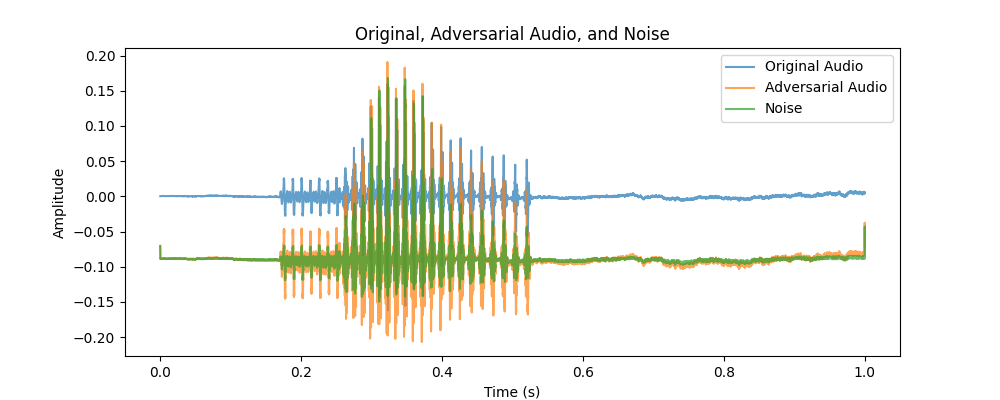 Original, Adversarial Audio, and Noise
Original Audio
Adversarial Audio
Noise
Amplitude
0.20
0.15
0.10
0.05
0.00
−0.05
−0.10
−0.15
−0.20
0.0 0.2 0.4 0.6 0.8 1.0
Time (s)